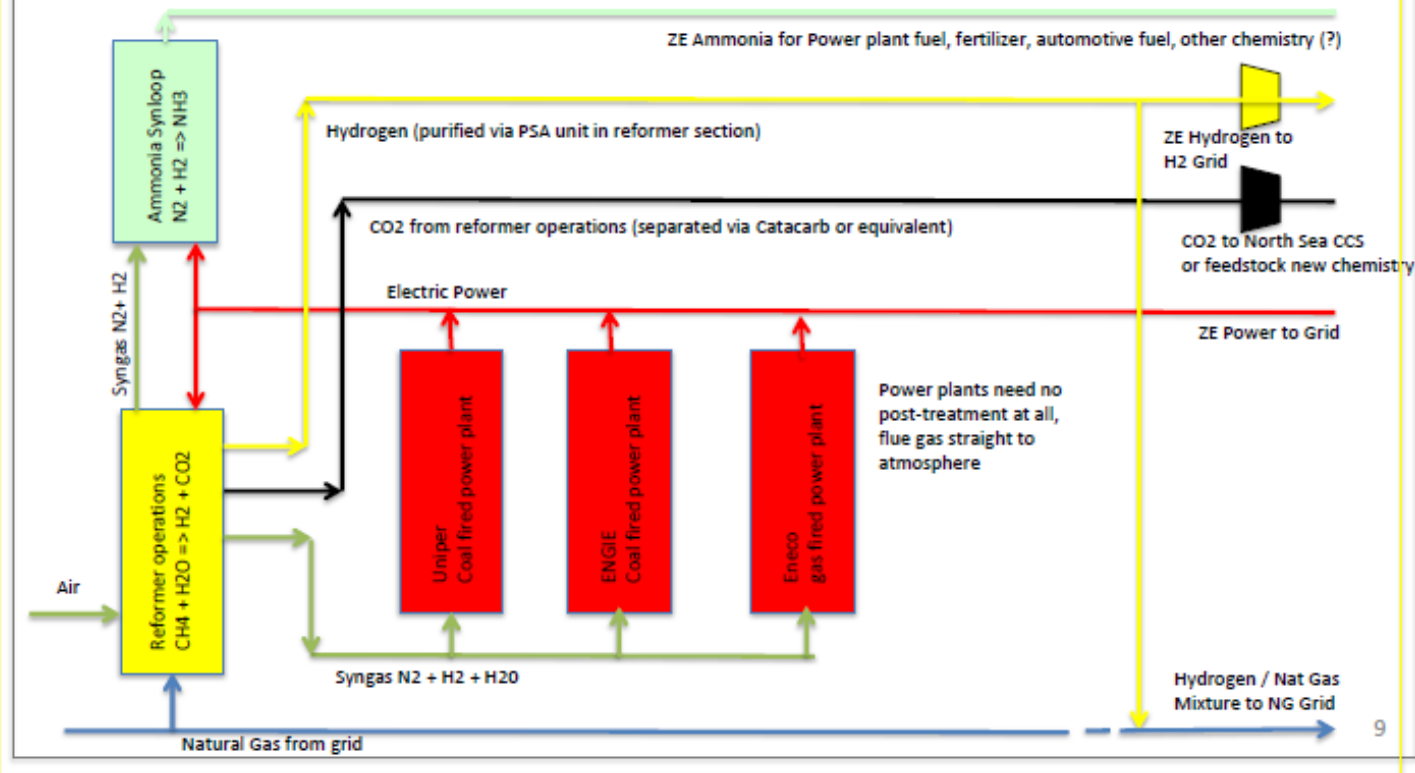 ZE Ammonia for Power plant fuel, fertilizer, automotive fuel, other chemistry (?)
Ammonia Synloop
N2 + H2 => NH3
Hydrogen (purified via PSA unit in reformer section)
ZE Hydrogen to
H2 Grid
CO2 from reformer operations (separated via Catacarb or equivalent)
CO2 to North Sea CCS
or feedstock new chemistry
Syngas N2+ H2
Electric Power
ZE Power to Grid
Reformer operations
CH4 + H2O => H2 + CO2
Uniper
Coal fired power plant
ENGIE
Coal fired power plant
Eneco
gas fired power plant
Power plants need no
post-treatment at all,
flue gas straight to
atmosphere
Air
Syngas N2 + H2 + H20
Hydrogen / Nat Gas
Mixture to NG Grid
Natural Gas from grid
9